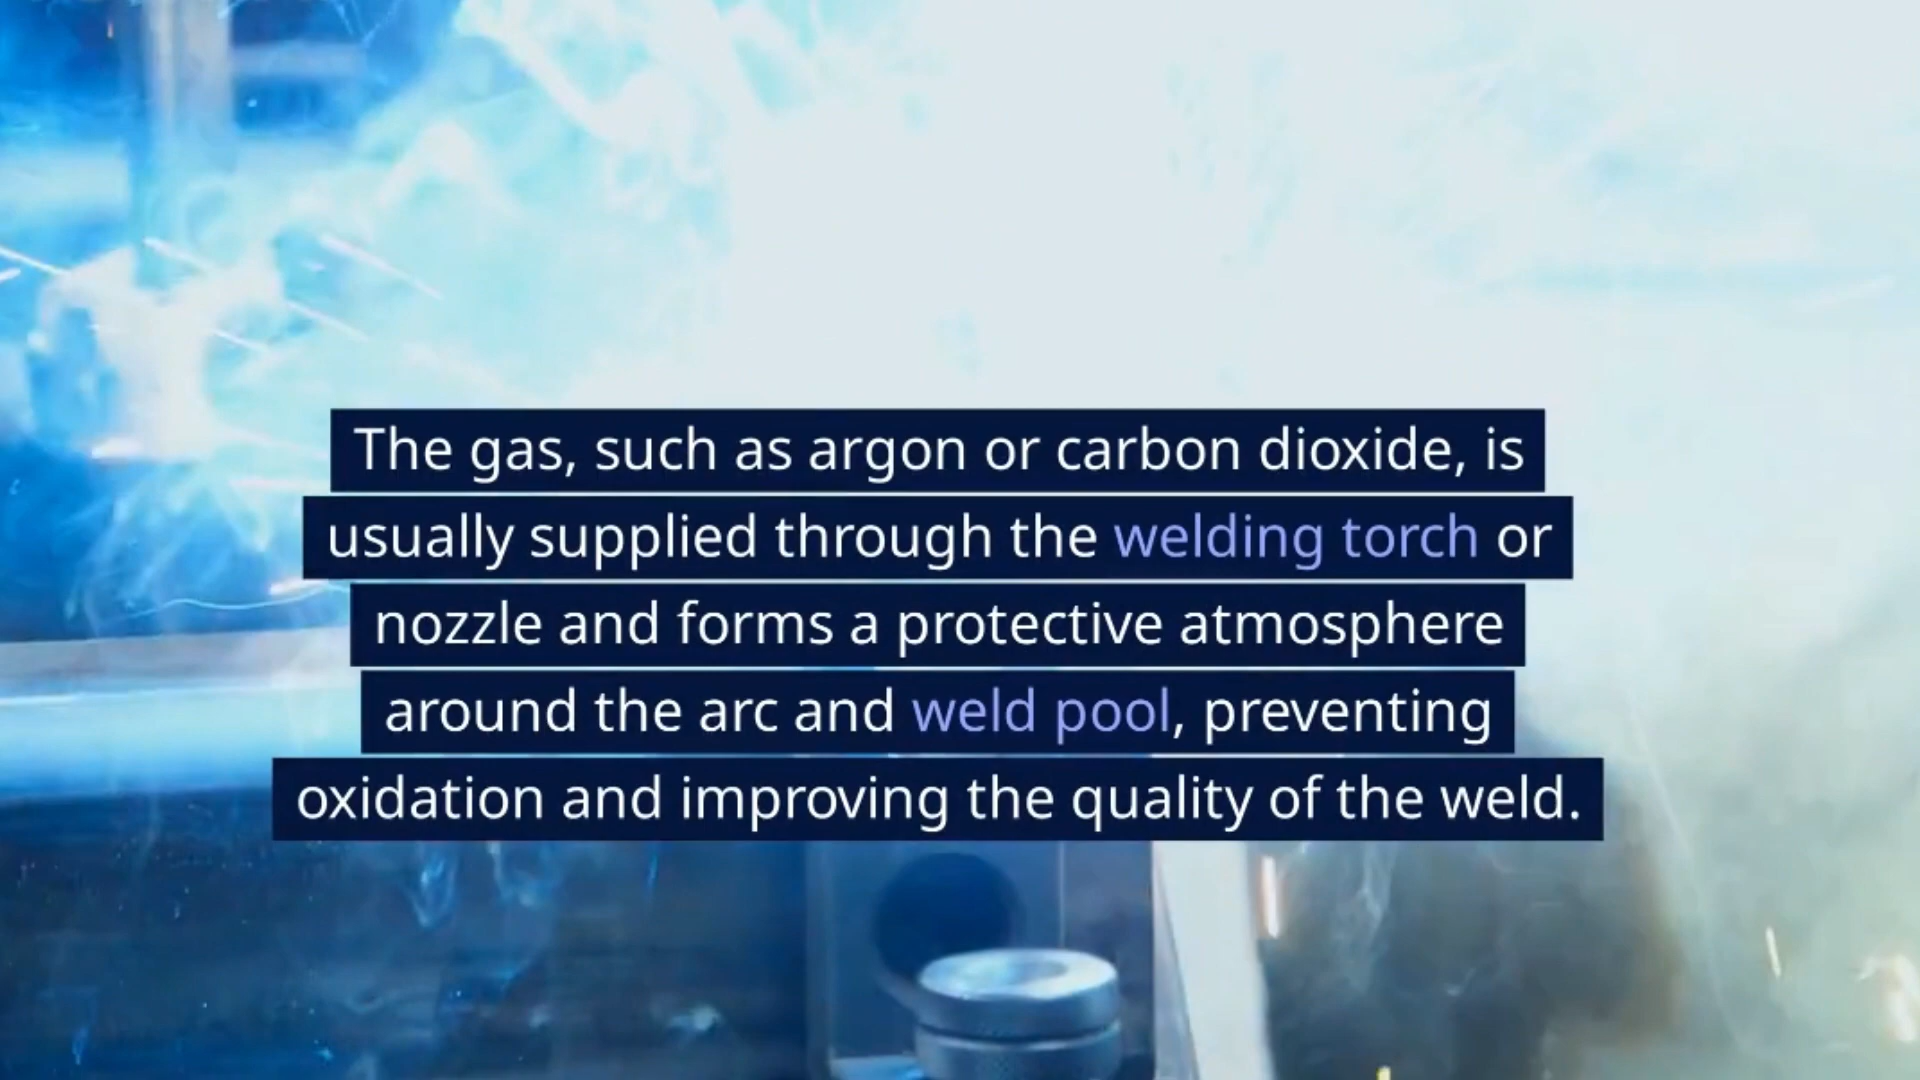 The gas, such as argon or carbon dioxide, is
usually supplied through the welding torch or
nozzle and forms a protective atmosphere
around the arc and weld pool, preventing
oxidation and improving the quality of the weld.